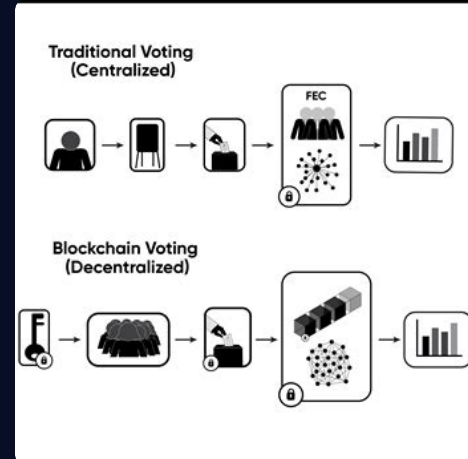 Traditional Voting
(Centralized)
FEC
Blockchain Voting
(Decentralized)